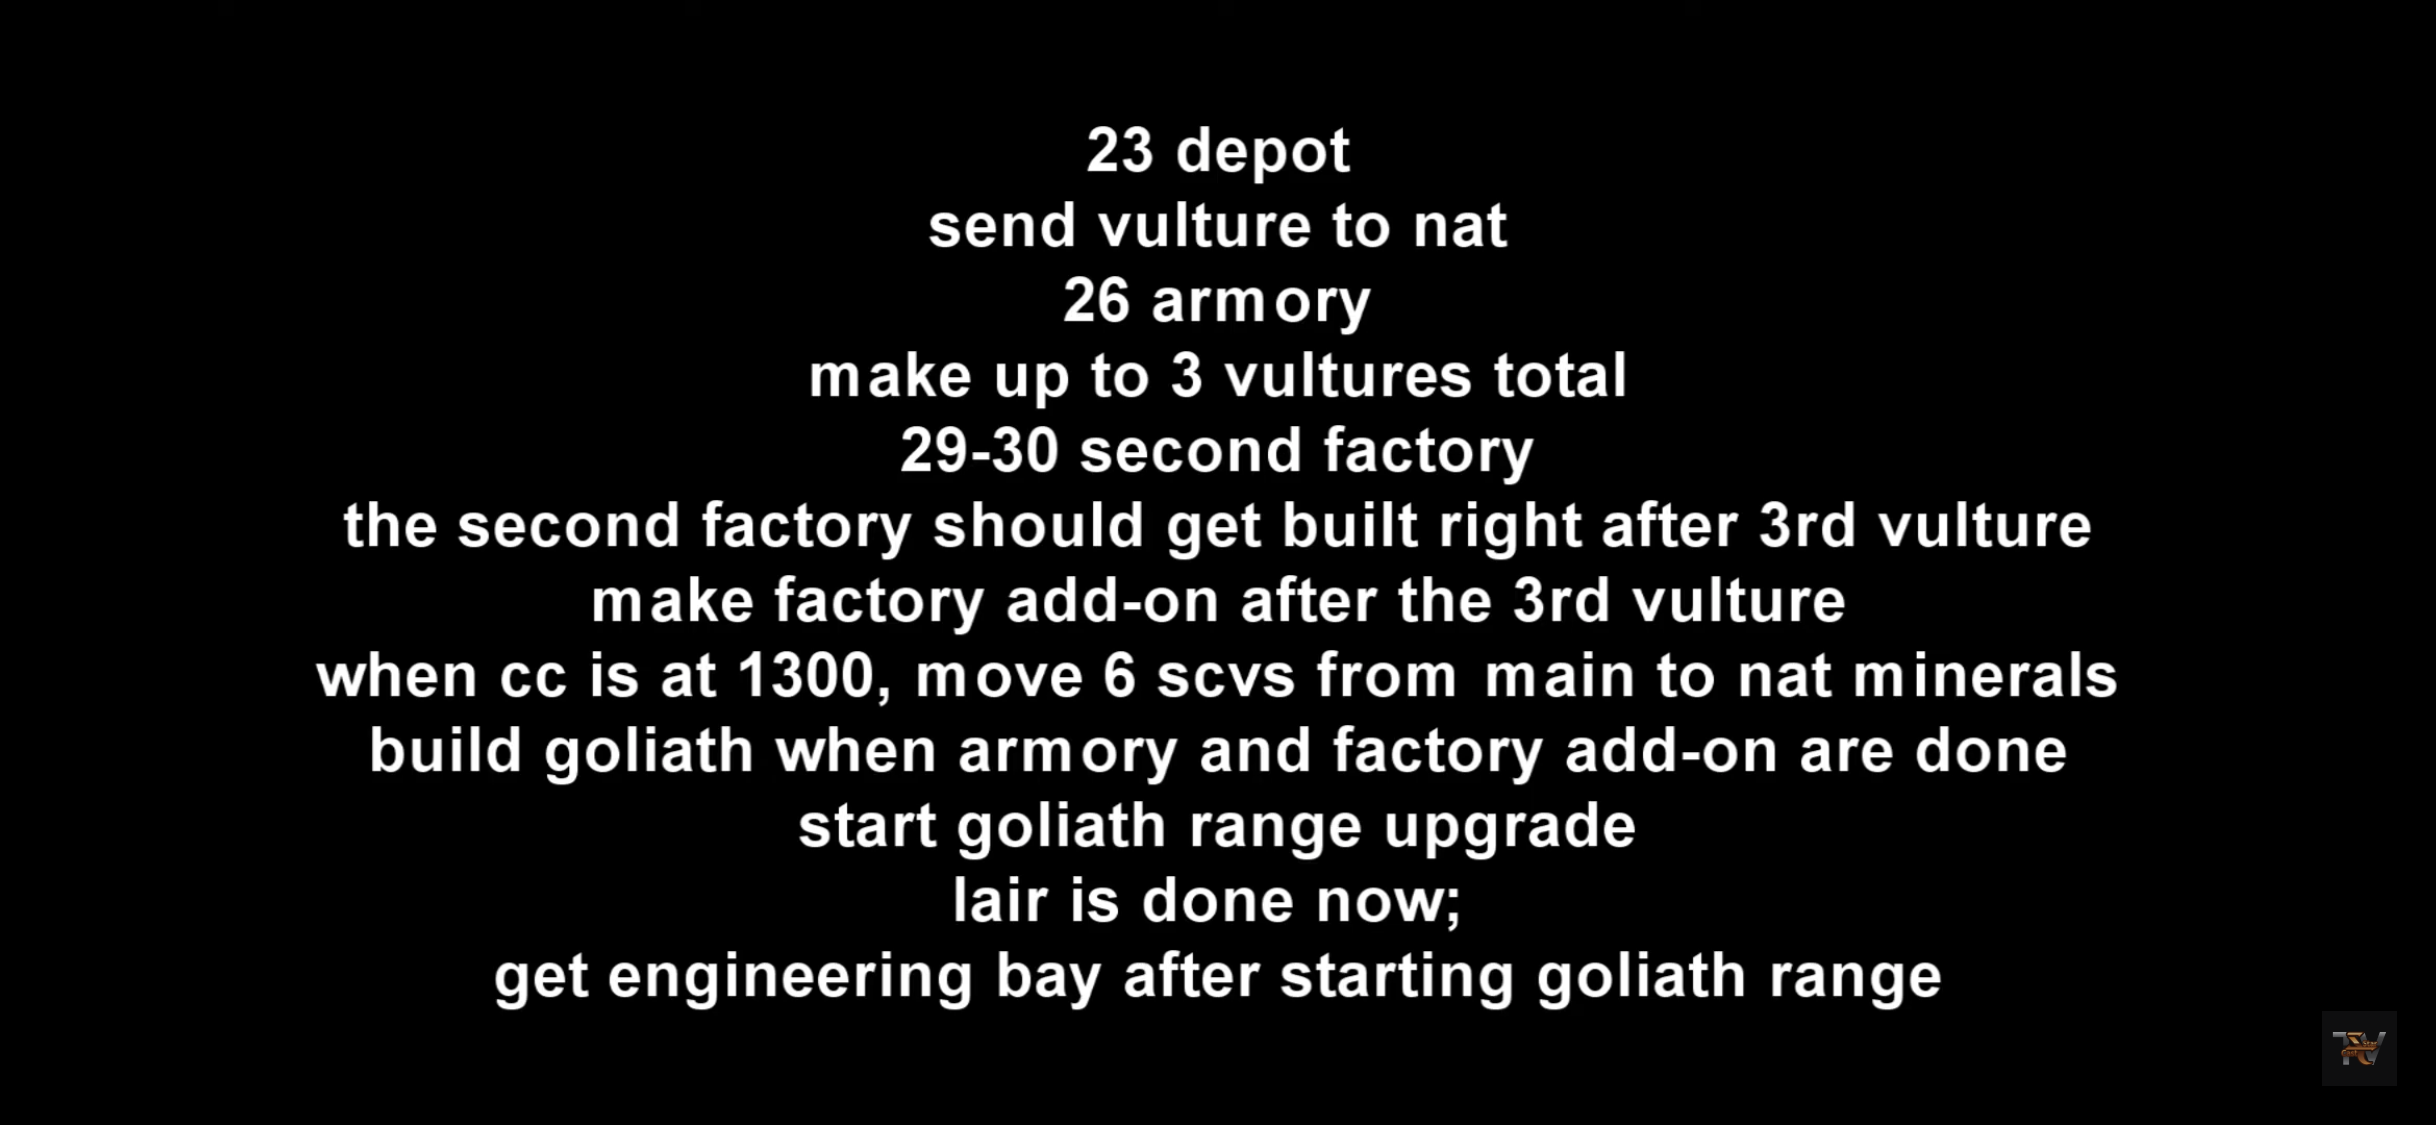 23 depot
send vulture to nat
26 armory
make up to 3 vultures total
29-30 second factory
the second factory should get built right after 3rd vulture
make factory add-on after the 3rd vulture
when cc is at 1300, move 6 scvs from main to nat minerals
build goliath when armory and factory add-on are done
start goliath range upgrade
lair is done now;
get engineering bay after starting goliath range